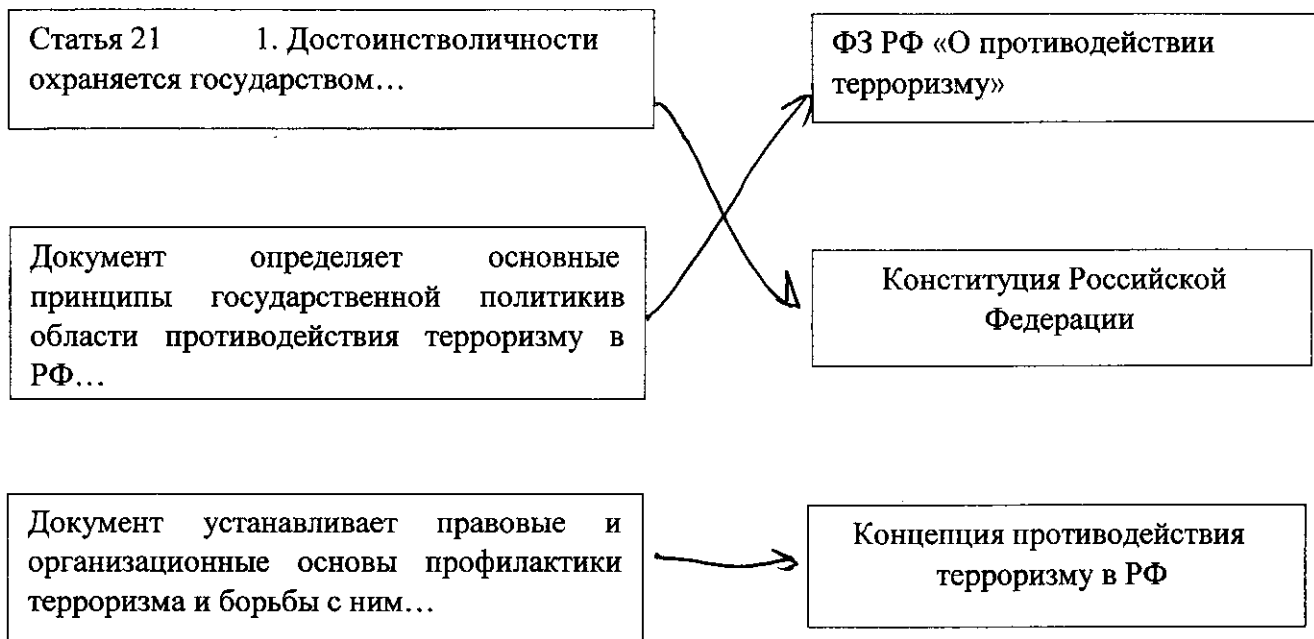 Статья 21 1. Достоинстволичности
охраняется государством...
ФЗ РФ «О противодействии
терроризму»
Документ определяет основные
принципы государственной политикив
области противодействия терроризму в
РФ...
Конституция Российской
Федерации
Документ устанавливает правовые и
организационные основы профилактики
терроризма и борьбы с ним...
Концепция противодействия
терроризму в РФ